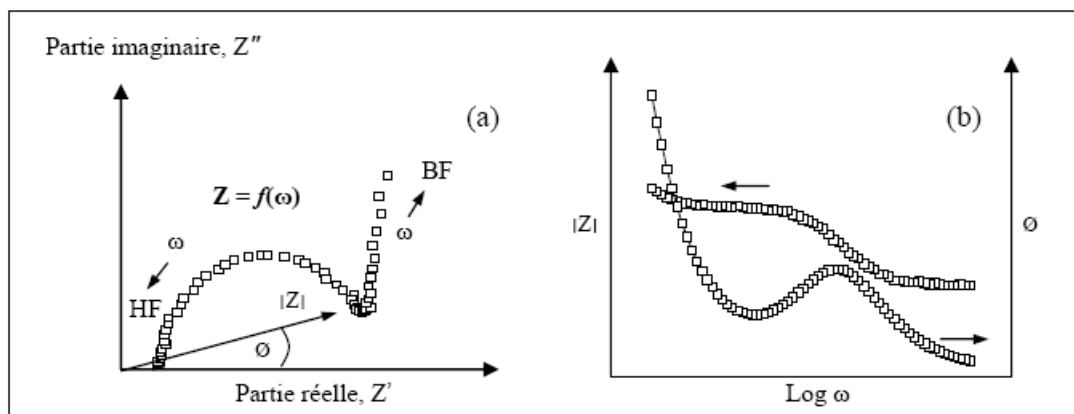 Partie imaginaire, Z"
(a)
BF
Z = f(ω)
ω
ω
HF
|Z|
Ø
Partie réelle, Z’
(b)
|Z|
Ø
Log ω